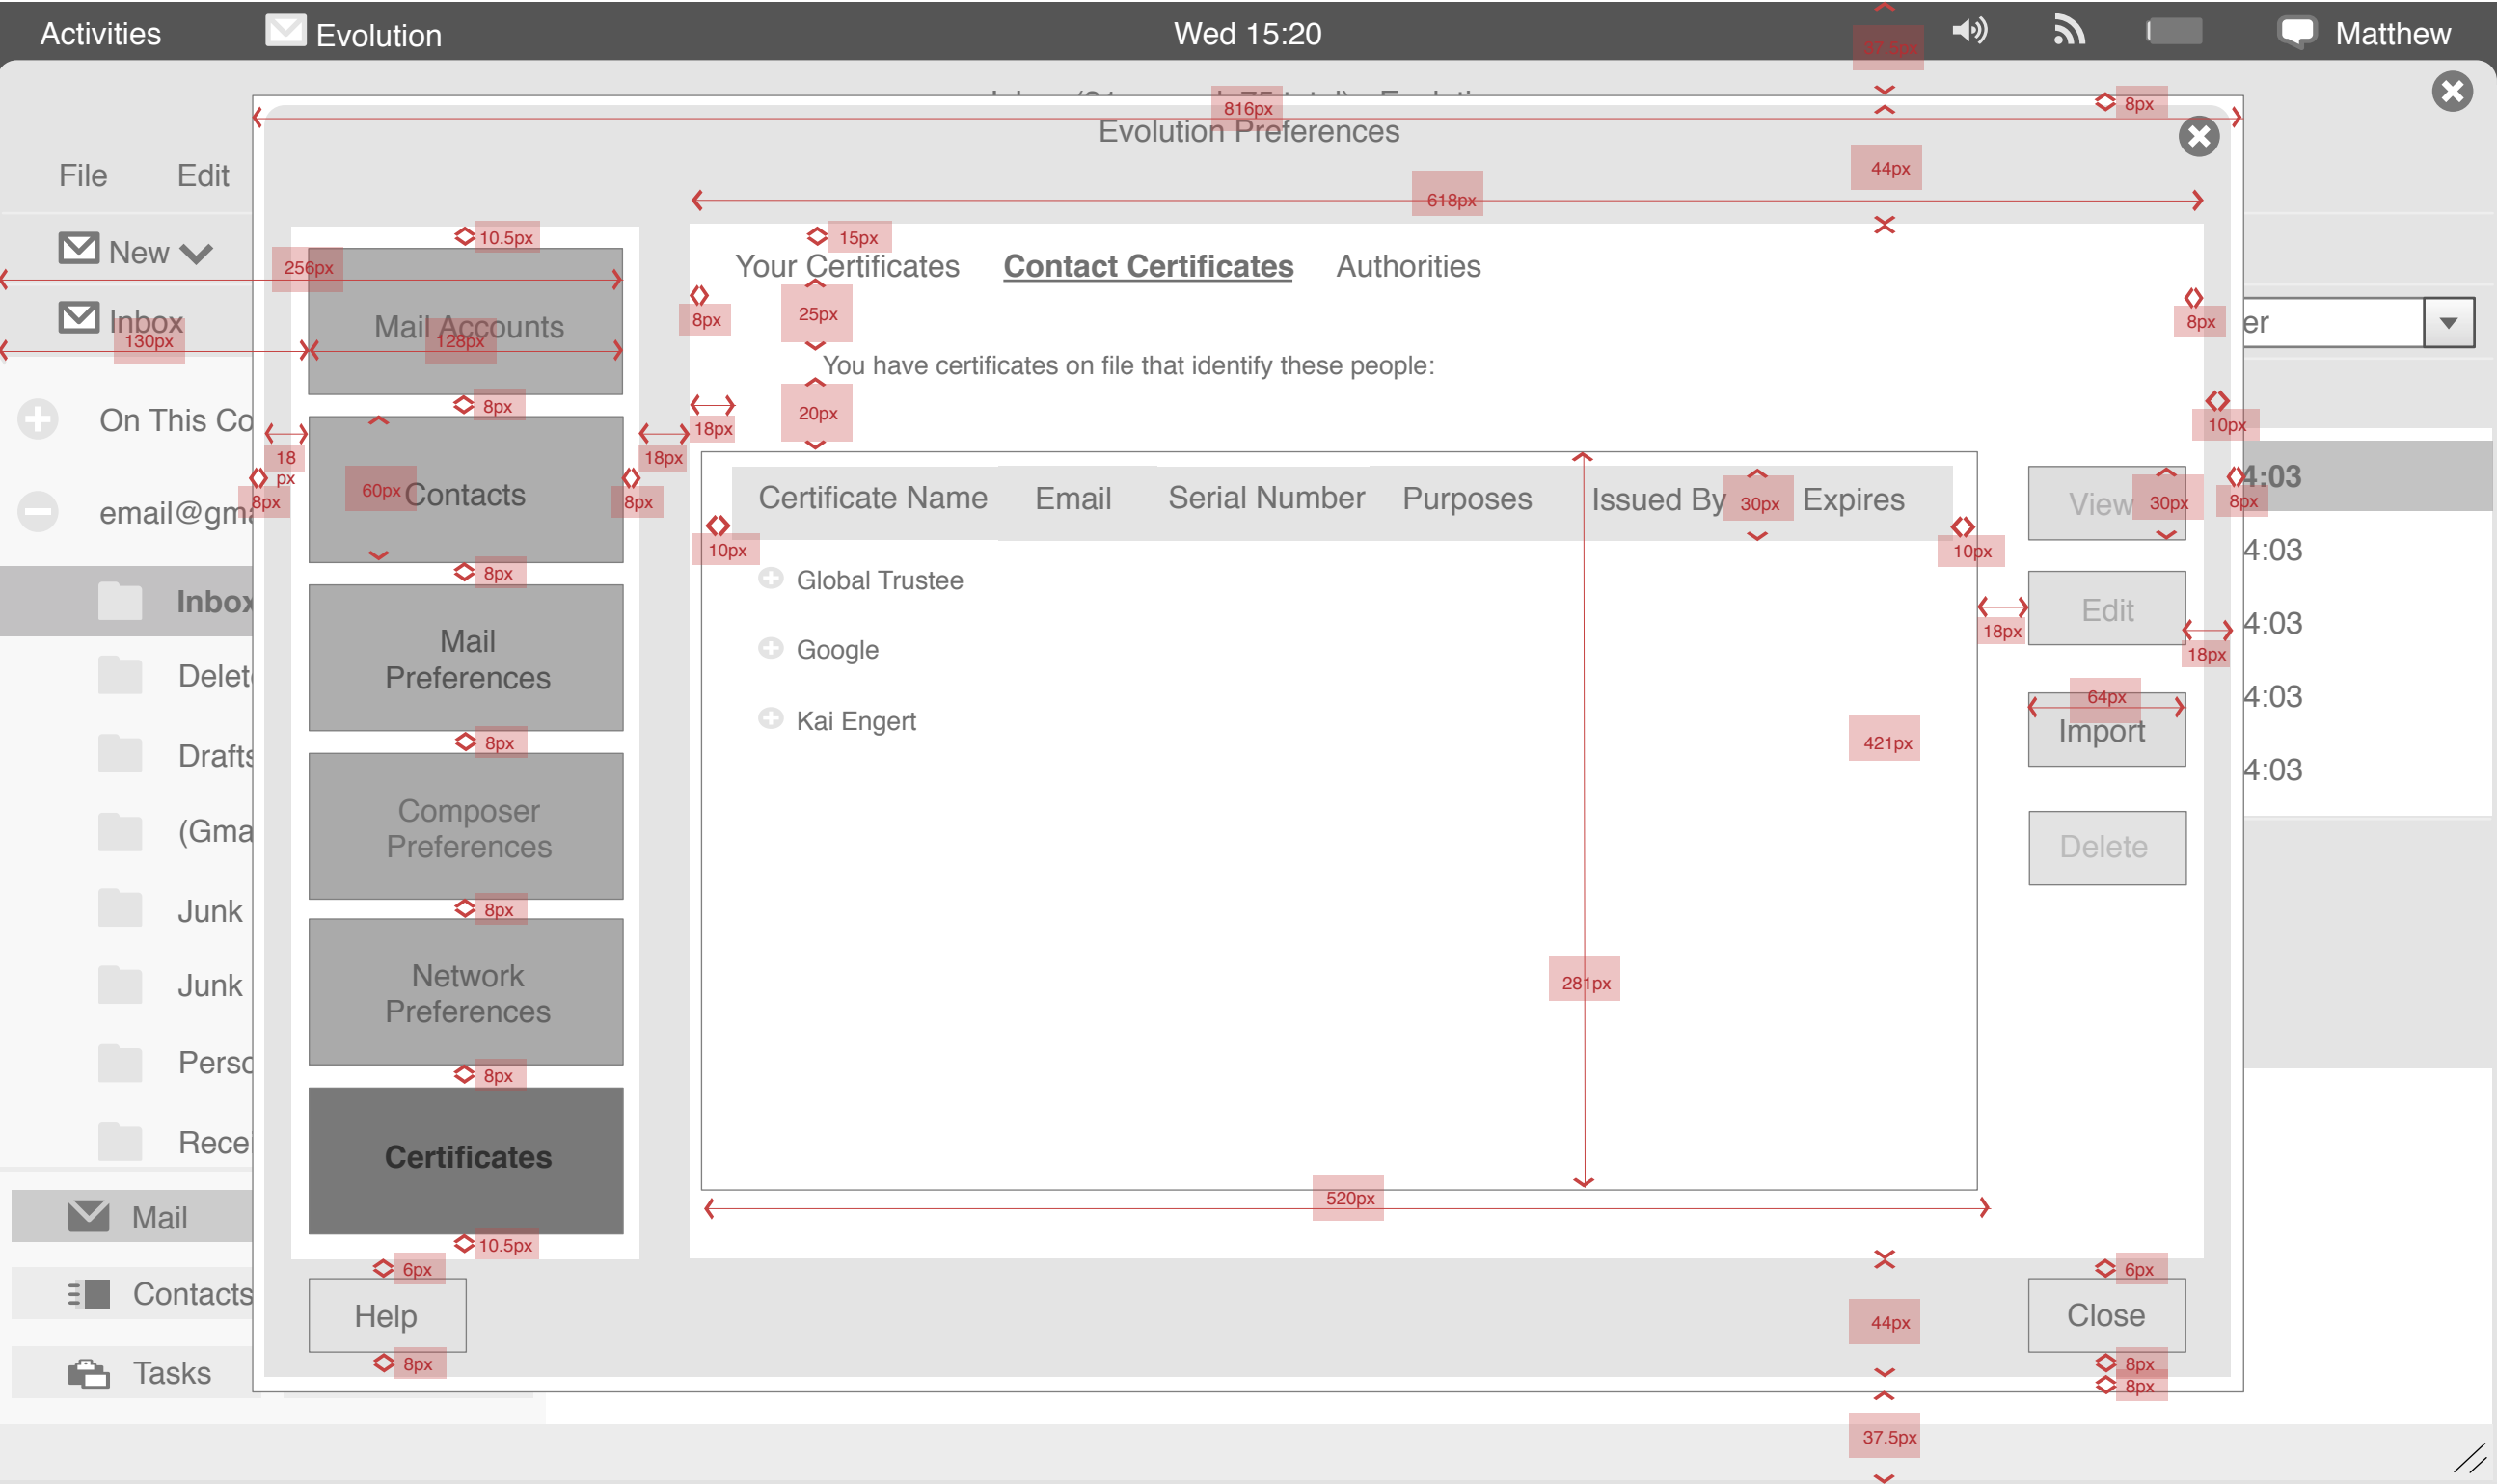 Activities
Evolution
Wed 15:20
37.5px
Matthew
816px
8px
Evolution Preferences
File
Edit
44px
618px
New
10.5px
15px
256px
Your Certificates
Contact Certificates
Authorities
Inbox
130px
Mail Accounts
128px
8px
25px
8px
er
You have certificates on file that identify these people:
8px
20px
18px
10px
On This Co
18
px
8px
60px
Contacts
18px
8px
email@gma
Certificate Name
Email
Serial Number
Purposes
Issued By
30px
Expires
10px
10px
View
30px
8px
4:03
4:03
8px
Global Trustee
Inbox
Edit
4:03
18px
18px
Mail
Preferences
Google
Delet
64px
4:03
Kai Engert
Import
421px
8px
Drafts
4:03
Composer
Preferences
(Gma
Delete
8px
Junk
Network
Preferences
281px
Junk
8px
Perso
Certificates
Recei
520px
Mail
10.5px
6px
6px
Contacts
Help
44px
Close
8px
8px
8px
Tasks
37.5px